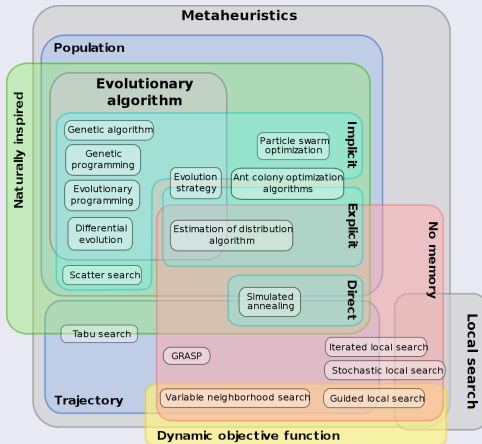 Metaheuristics
Population
Evolutionary
algorithm
Naturally inspired
Implicit
Genetic algorithm
Particle swarm
optimization
Genetic
programming
Evolution
strategy
Ant colony optimization
algorithms
Evolutionary
programming
Explicit
Differential
evolution
Estimation of distribution
algorithm
No memory
Scatter search
Direct
Simulated
annealing
Tabu search
Local search
GRASP
Iterated local search
Stochastic local search
Trajectory
Variable neighborhood search
Guided local search
Dynamic objective function